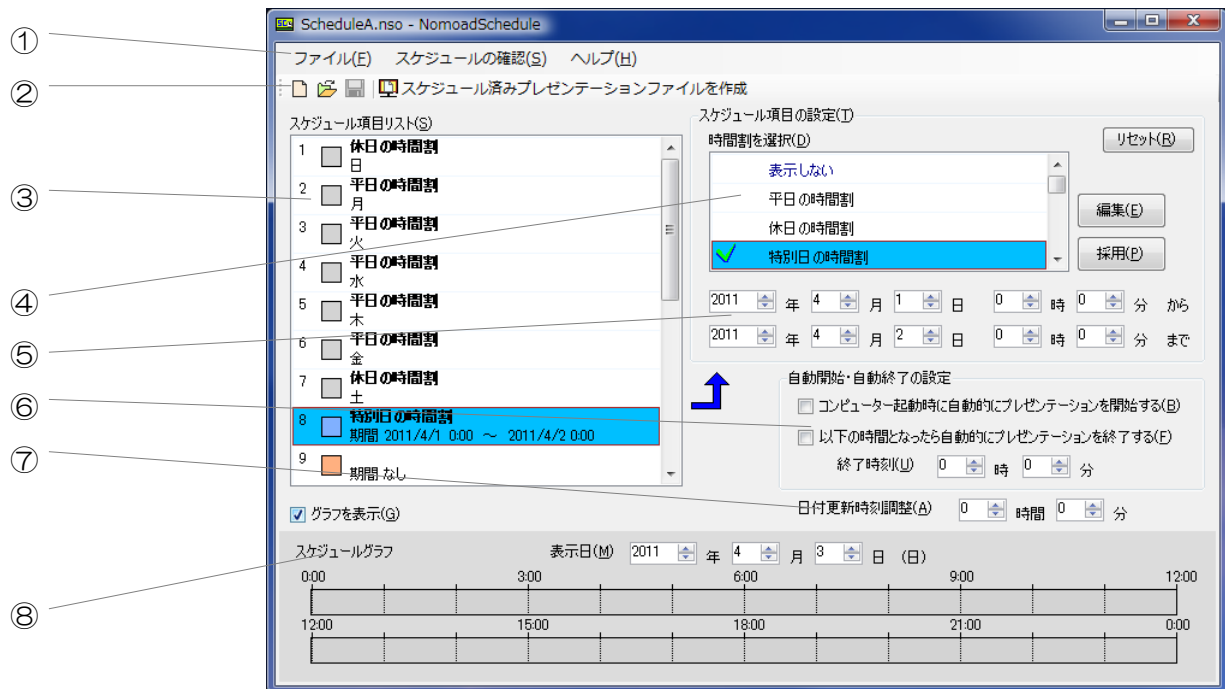 ScheduleA.nso - NomoadSchedule
① ファイル(F) スケジュールの確認(S) ヘルプ(H)
② スケジュール済みプレゼンテーションファイルを作成
スケジュール項目リスト(S)
1 休日の時間割
日
2 平日の時間割
月
③
3 平日の時間割
火
4 平日の時間割
水
④
5 平日の時間割
木
⑤
6 平日の時間割
金
7 休日の時間割
土
⑥
8 特別日の時間割
期間 2011/4/1 0:00 ~ 2011/4/2 0:00
⑦
9
期間 なし
スケジュール項目の設定(T)
時間割を選択(D)
リセット(R)
表示しない
平日の時間割
休日の時間割
特別日の時間割
編集(E)
採用(P)
2011 年 4 月 1 日 0 時 0 分 から
2011 年 4 月 2 日 0 時 0 分 まで
自動開始・自動終了の設定
コンピューター起動時に自動的にプレゼンテーションを開始する(B)
以下の時間となったら自動的にプレゼンテーションを終了する(F)
終了時刻(U) 0 時 0 分
日付更新時刻調整(A) 0 時間 0 分
グラフを表示(G)
スケジュールグラフ 表示日(M) 2011 年 4 月 3 日 (日)
0:00 3:00 6:00 9:00 12:00
⑧
12:00 15:00 18:00 21:00 0:00